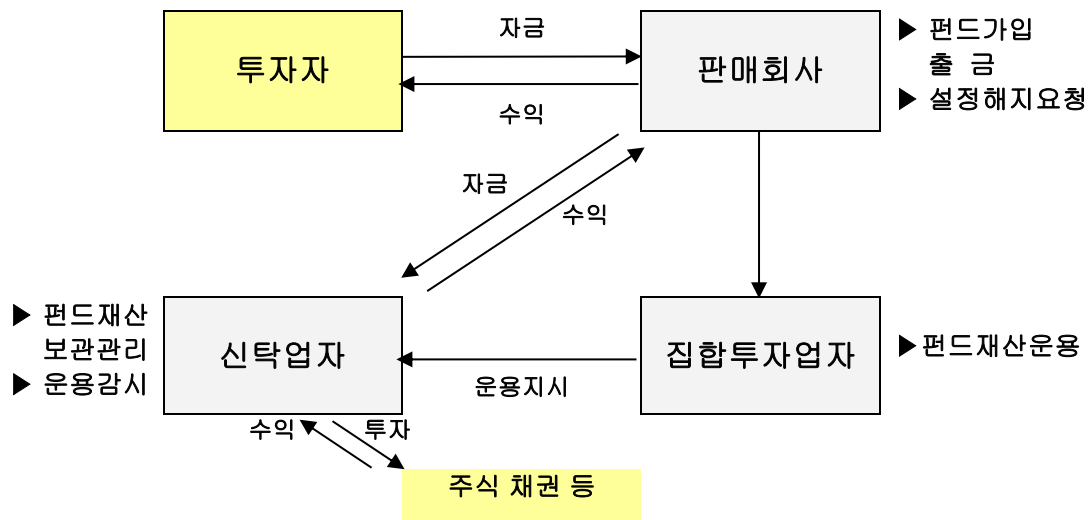 자금
투자자
판매회사
▶ 펀드가입
출 금
▶ 설정해지요청
수익
자금
수익
▶ 펀드재산
보관관리
▶ 운용감시
신탁업자
운용지시
집합투자업자
▶ 펀드재산운용
수익
투자
주식 채권 등